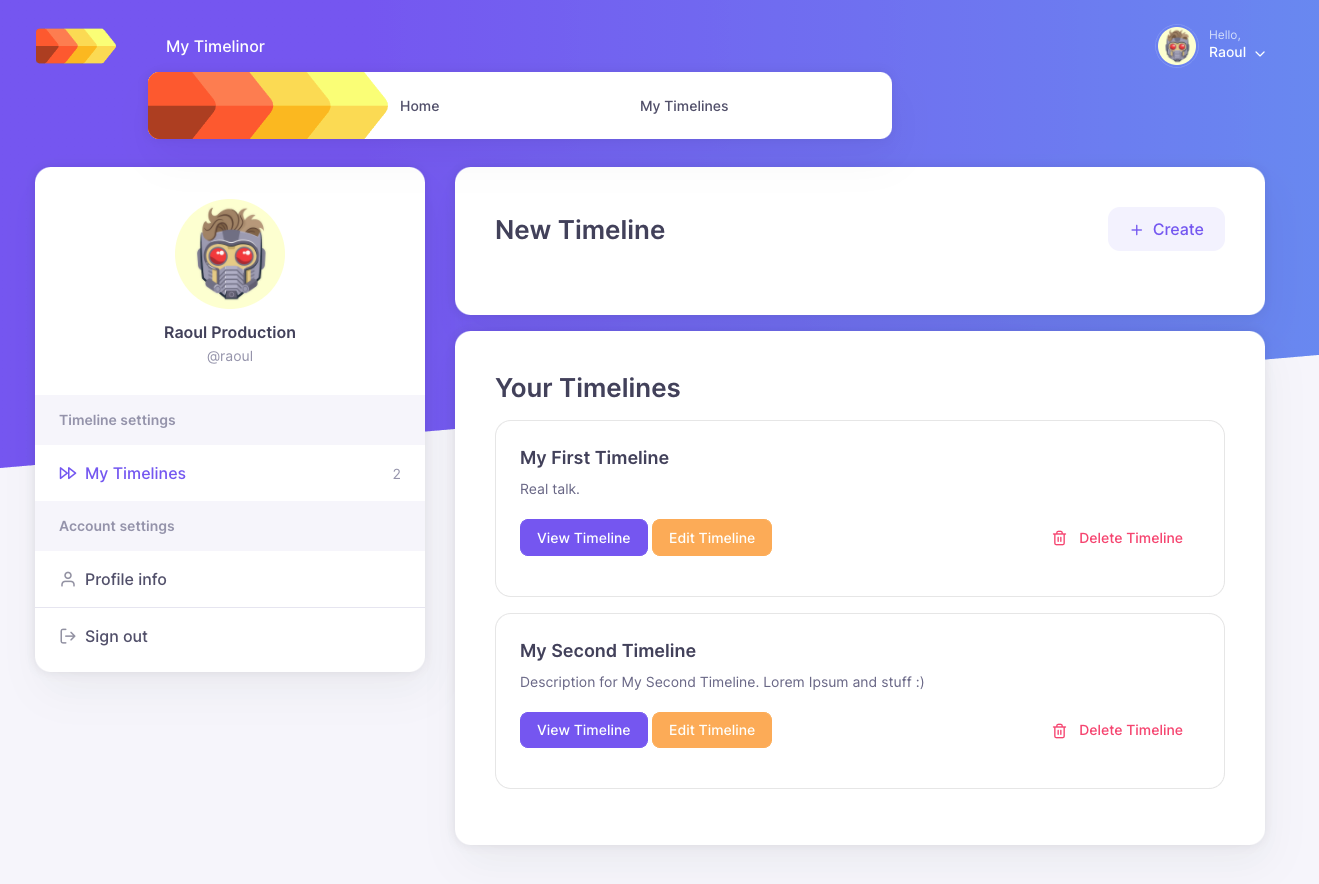 My Timelinor
Hello,
Raoul
Home
My Timelines
Raoul Production
@raoul
Timeline settings
My Timelines 2
Account settings
Profile info
Sign out
New Timeline
+ Create
Your Timelines
My First Timeline
Real talk.
View Timeline Edit Timeline Delete Timeline
My Second Timeline
Description for My Second Timeline. Lorem Ipsum and stuff :)
View Timeline Edit Timeline Delete Timeline